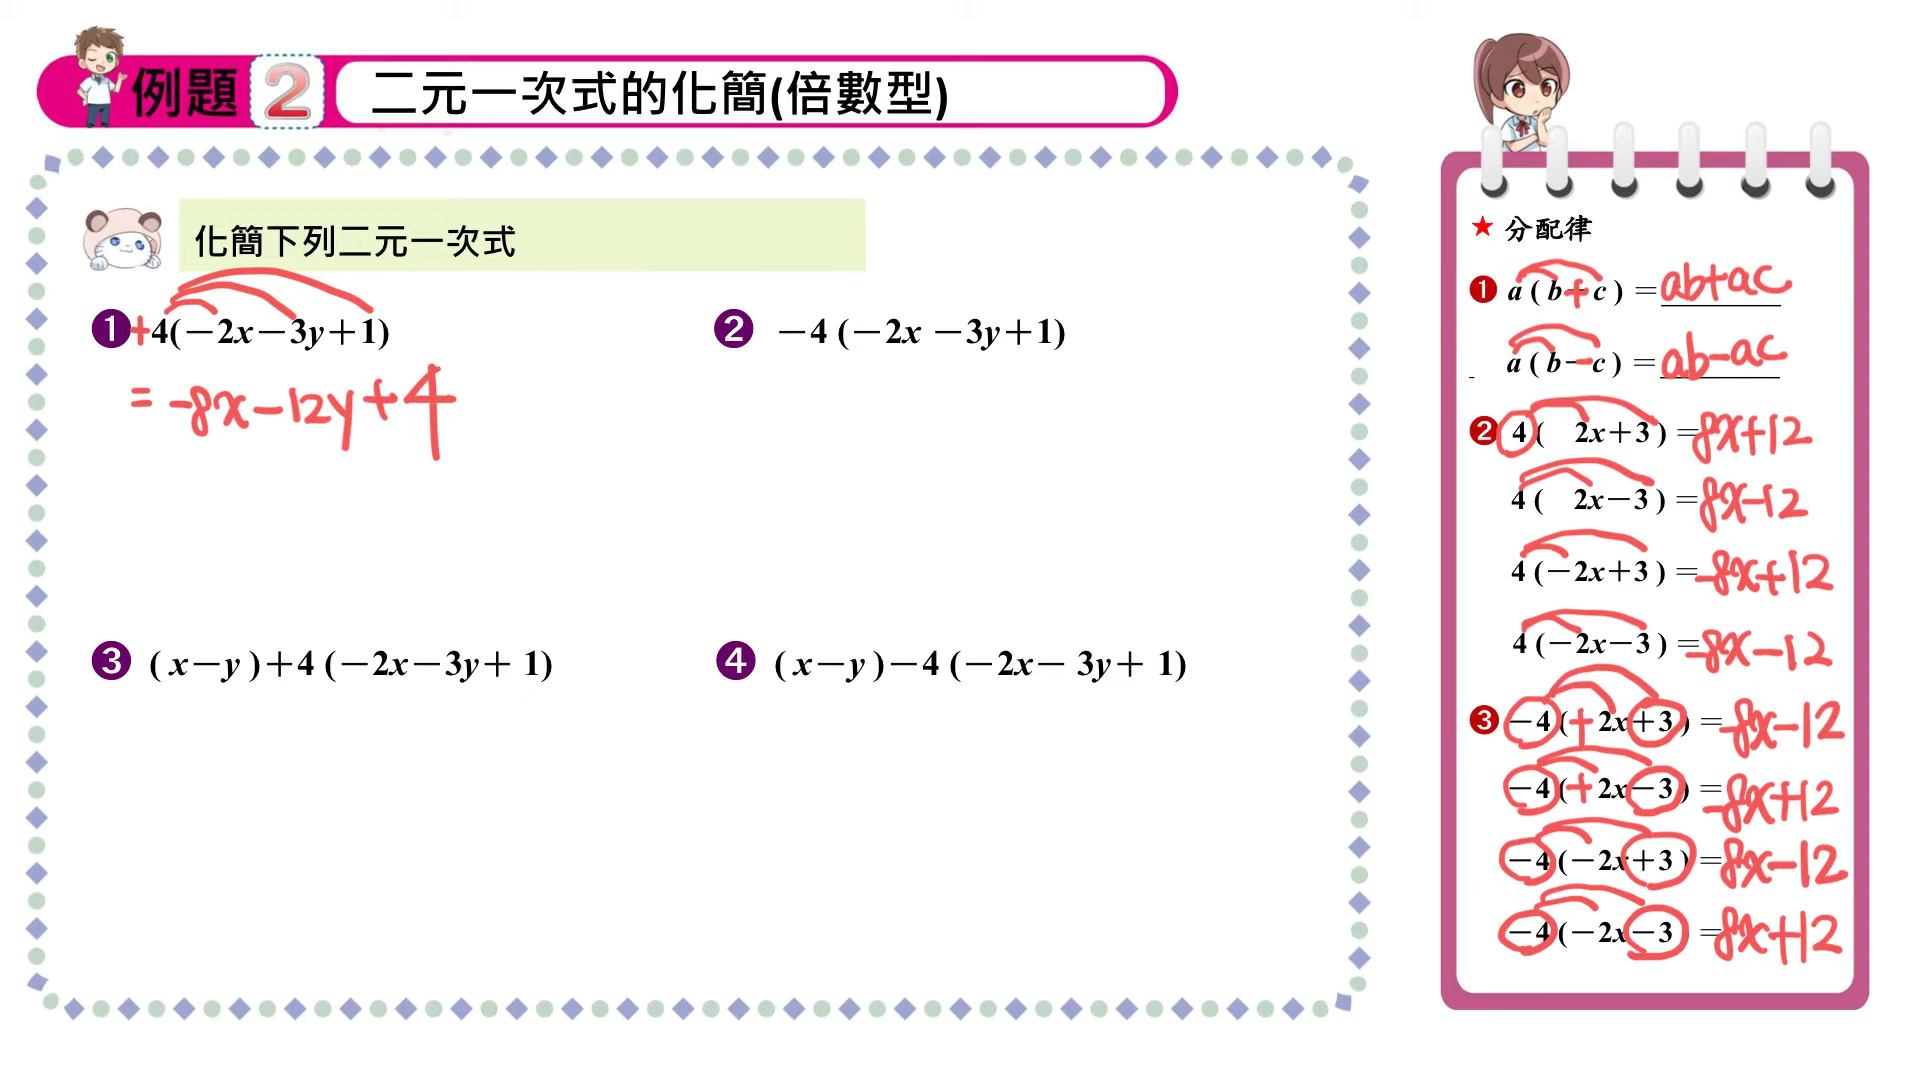 例題 2 二元一次式的化簡(倍數型)
化簡下列二元一次式
❶ +4(−2x−3y+1)
= -8x-12y+4
❷ −4 (−2x −3y+1)
❸ ( x−y )+4 (−2x−3y+ 1)
❹ ( x−y )−4 (−2x− 3y+ 1)
★ 分配律
❶ a ( b+c ) = ab+ac
a ( b−c ) = ab-ac
❷ 4 ( 2x+3 ) = 8x+12
4 ( 2x−3 ) = 8x-12
4 (−2x+3 ) = -8x+12
4 (−2x−3 ) = -8x-12
❸ −4 (+ 2x+3 ) = -8x-12
−4 (+ 2x−3 ) = -8x+12
−4 (−2x+3 ) = 8x-12
−4 (−2x−3 ) = 8x+12